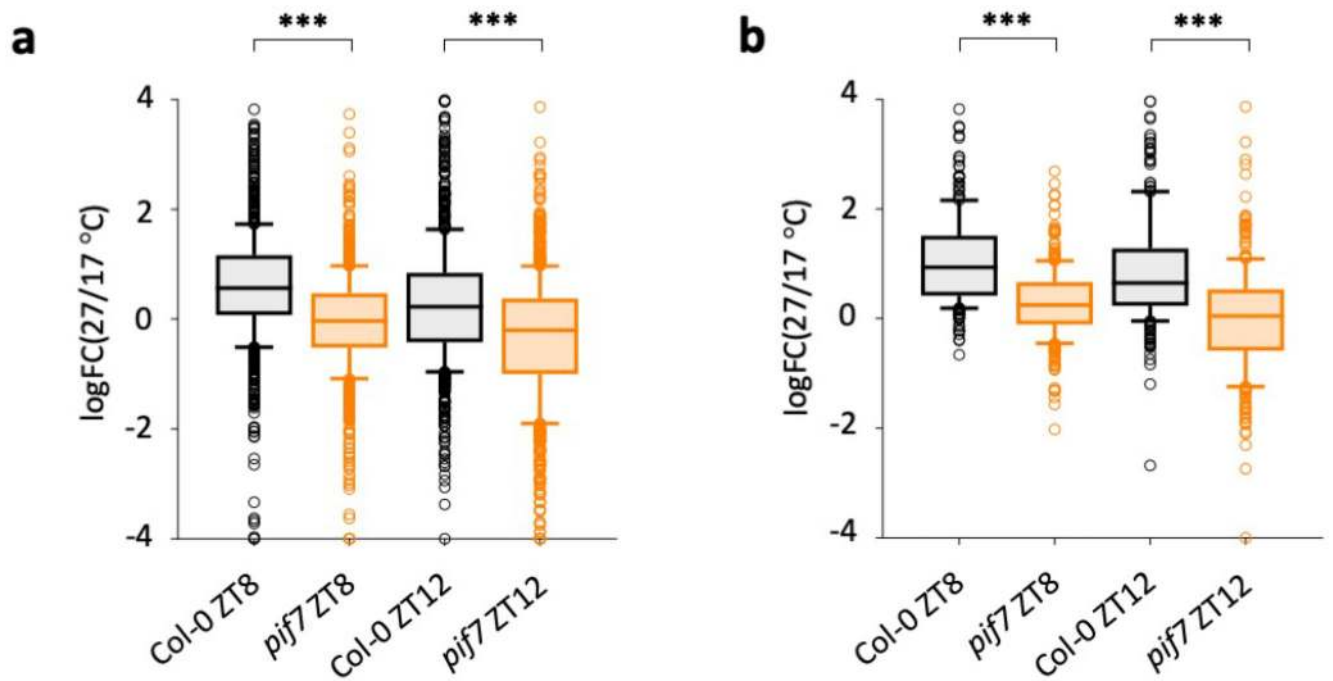 a
*** ***
logFC(27/17 °C)
4
2
0
-2
-4
Col-0 ZT8
pif7 ZT8
Col-0 ZT12
pif7 ZT12
b
*** ***
logFC(27/17 °C)
4
2
0
-2
-4
Col-0 ZT8
pif7 ZT8
Col-0 ZT12
pif7 ZT12